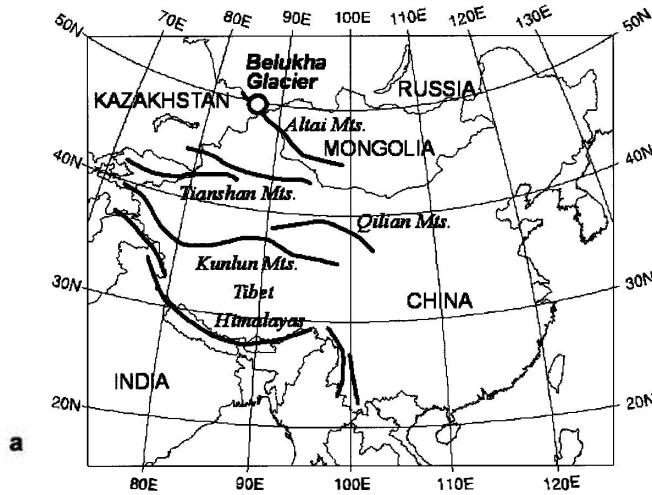 70E 80E 90E 100E 110E 120E 130E
50N 50N
Belukha
Glacier
KAZAKHSTAN RUSSIA
Altai Mts.
MONGOLIA
40N 40N
Tianshan Mts.
Qilian Mts.
Kunlun Mts.
30N 30N
Tibet
CHINA
Himalayas
INDIA
20N 20N
a
80E 90E 100E 110E 120E